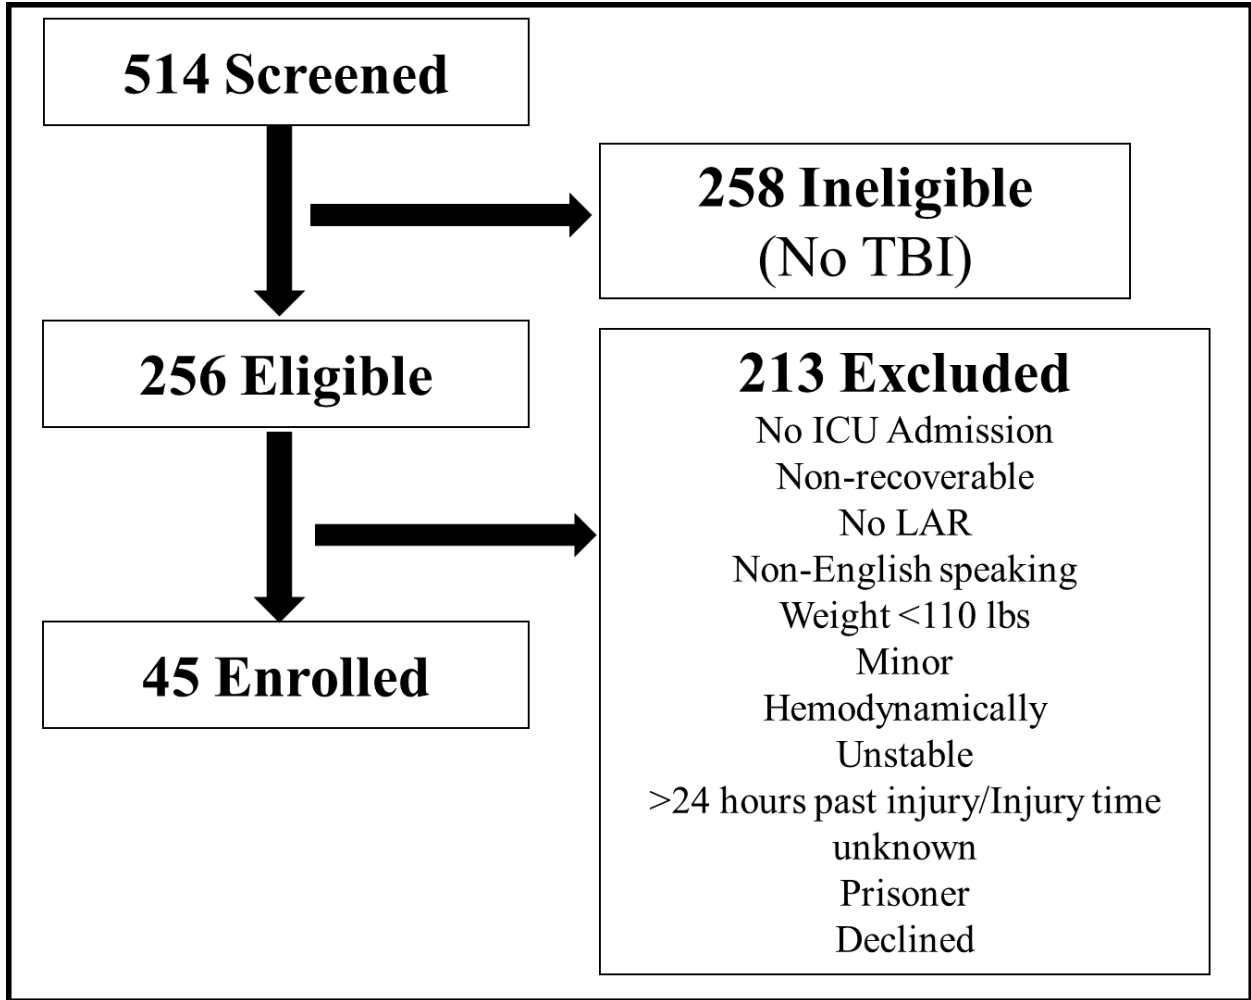 514 Screened
258 Ineligible
(No TBI)
256 Eligible
213 Excluded
No ICU Admission
Non-recoverable
No LAR
Non-English speaking
Weight <110 lbs
Minor
Hemodynamically
Unstable
>24 hours past injury/Injury time
unknown
Prisoner
Declined
45 Enrolled